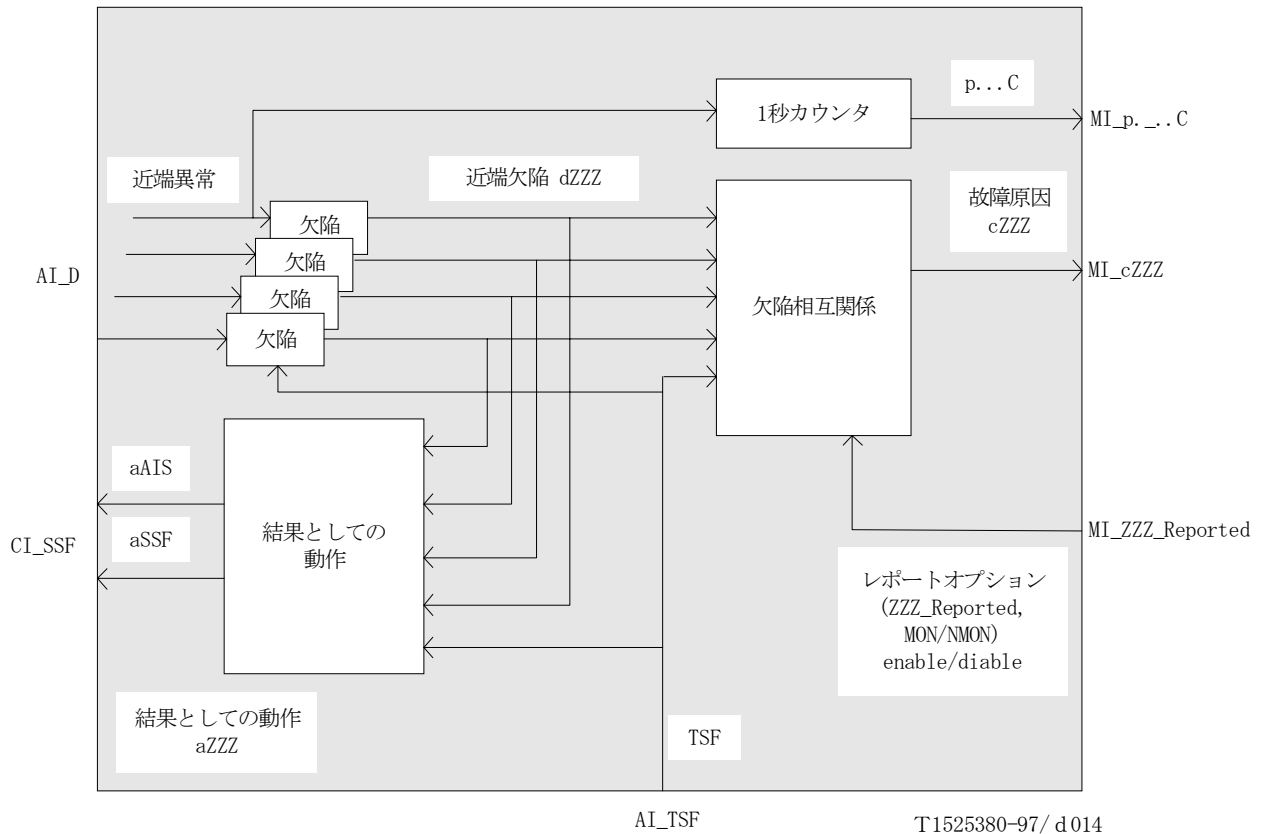 p...C
1秒カウンタ
MI_p._..C
近端異常
近端欠陥 dZZZ
故障原因
cZZZ
欠陥
欠陥
欠陥
欠陥
AI_D
欠陥相互関係
MI_cZZZ
aAIS
aSSF
CI_SSF
結果としての
動作
MI_ZZZ_Reported
レポートオプション
(ZZZ_Reported,
MON/NMON)
enable/diable
結果としての動作
aZZZ
TSF
AI_TSF
T1525380-97/d014